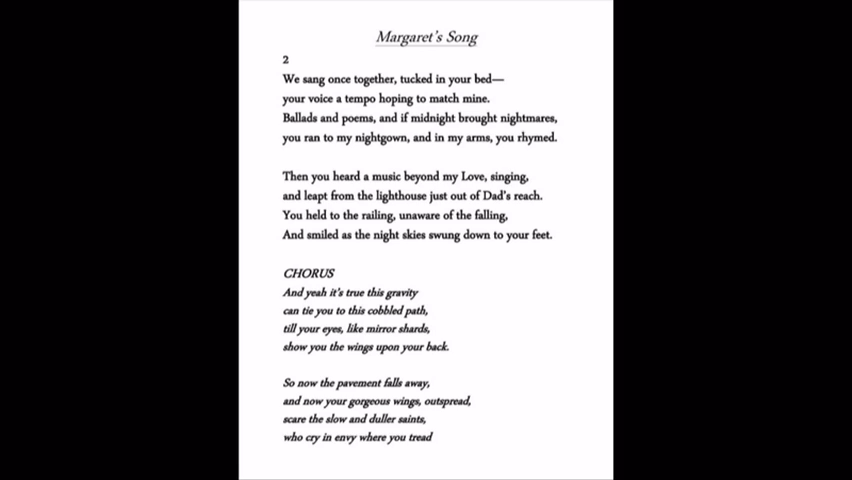 Margaret's Song
2
We sang once together, tucked in your bed—
your voice a tempo hoping to match mine.
Ballads and poems, and if midnight brought nightmares,
you ran to my nightgown, and in my arms, you rhymed.
Then you heard a music beyond my Love, singing,
and leapt from the lighthouse just out of Dad's reach.
You held to the railing, unaware of the falling,
And smiled as the night skies swung down to your feet.
CHORUS
And yeah it's true this gravity
can tie you to this cobbled path,
till your eyes, like mirror shards,
show you the wings upon your back.
So now the pavement falls away,
and now your gorgeous wings, outspread,
scare the slow and duller saints,
who cry in envy where you tread